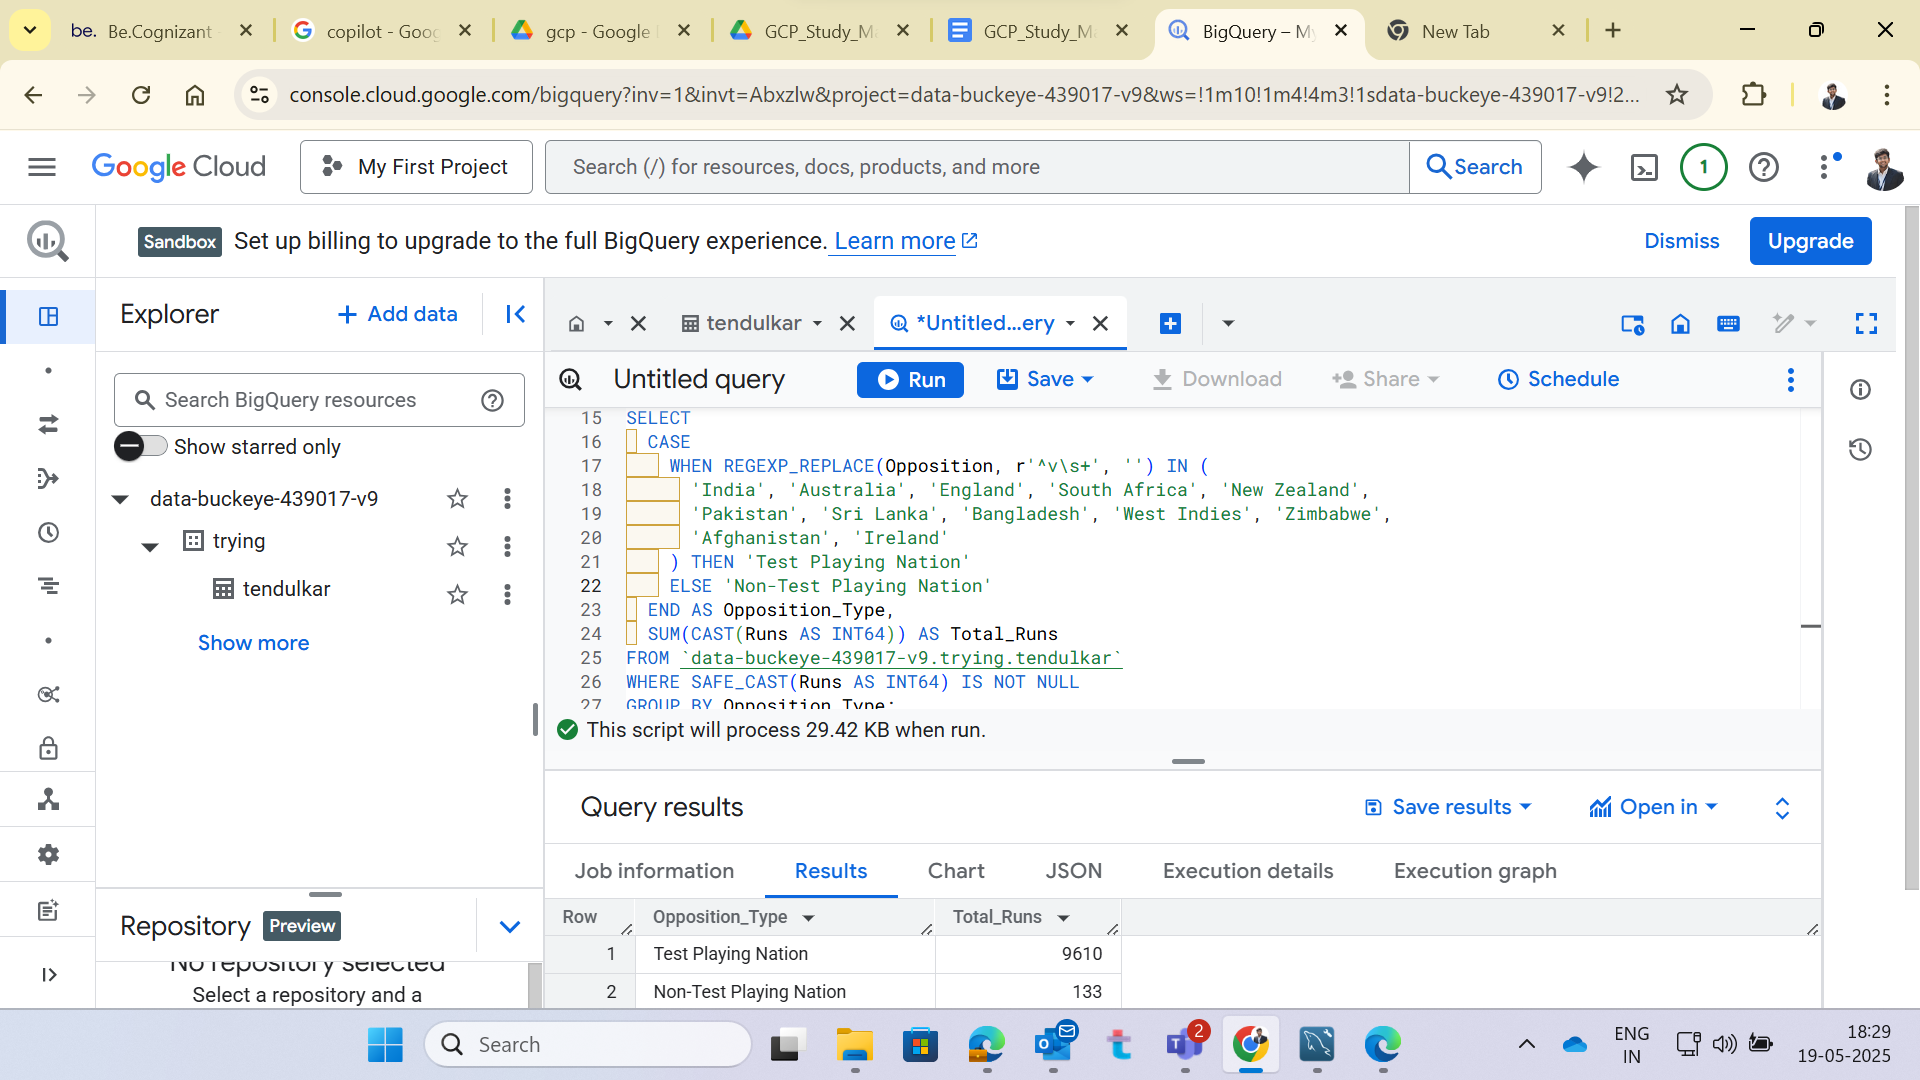 be. Be.Cognizant
copilot - Goog
gcp - Google
GCP_Study_M
GCP_Study_M
BigQuery – My
New Tab
console.cloud.google.com/bigquery?inv=1&invt=Abxzlw&project=data-buckeye-439017-v9&ws=!1m10!1m4!4m3!1sdata-buckeye-439017-v9!2...
Google Cloud
My First Project
Search (/) for resources, docs, products, and more
Search
1
Sandbox Set up billing to upgrade to the full BigQuery experience. Learn more
Dismiss
Upgrade
Explorer
+ Add data
tendulkar
*Untitled...ery
Search BigQuery resources
Show starred only
data-buckeye-439017-v9
trying
tendulkar
Show more
Untitled query
Run
Save
Download
Share
Schedule
15 SELECT
16 CASE
17 WHEN REGEXP_REPLACE(Opposition, r'^v\s+', '') IN (
18 'India', 'Australia', 'England', 'South Africa', 'New Zealand',
19 'Pakistan', 'Sri Lanka', 'Bangladesh', 'West Indies', 'Zimbabwe',
20 'Afghanistan', 'Ireland'
21 ) THEN 'Test Playing Nation'
22 ELSE 'Non-Test Playing Nation'
23 END AS Opposition_Type,
24 SUM(CAST(Runs AS INT64)) AS Total_Runs
25 FROM `data-buckeye-439017-v9.trying.tendulkar`
26 WHERE SAFE_CAST(Runs AS INT64) IS NOT NULL
27 GROUP BY Opposition_Type;
This script will process 29.42 KB when run.
Query results
Save results
Open in
Job information
Results
Chart
JSON
Execution details
Execution graph
Row Opposition_Type Total_Runs
1 Test Playing Nation 9610
2 Non-Test Playing Nation 133
Repository Preview
No repository selected
Select a repository and a
Search
2
ENG
IN
18:29
19-05-2025